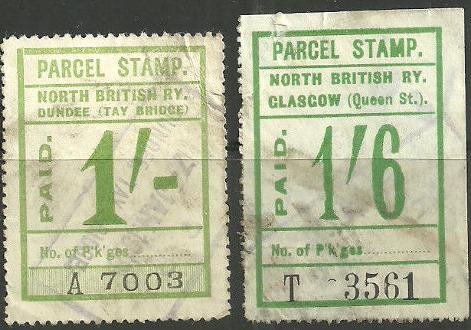 PARCEL STAMP.
NORTH BRITISH RY.
DUNDEE (TAY BRIDGE)
PAID.
1/-
No. of P'k'ges..............
A 7003
PARCEL STAMP.
NORTH BRITISH RY.
GLASGOW (Queen St.).
PAID.
1/6
No. of P'k'ges..............
T 3561